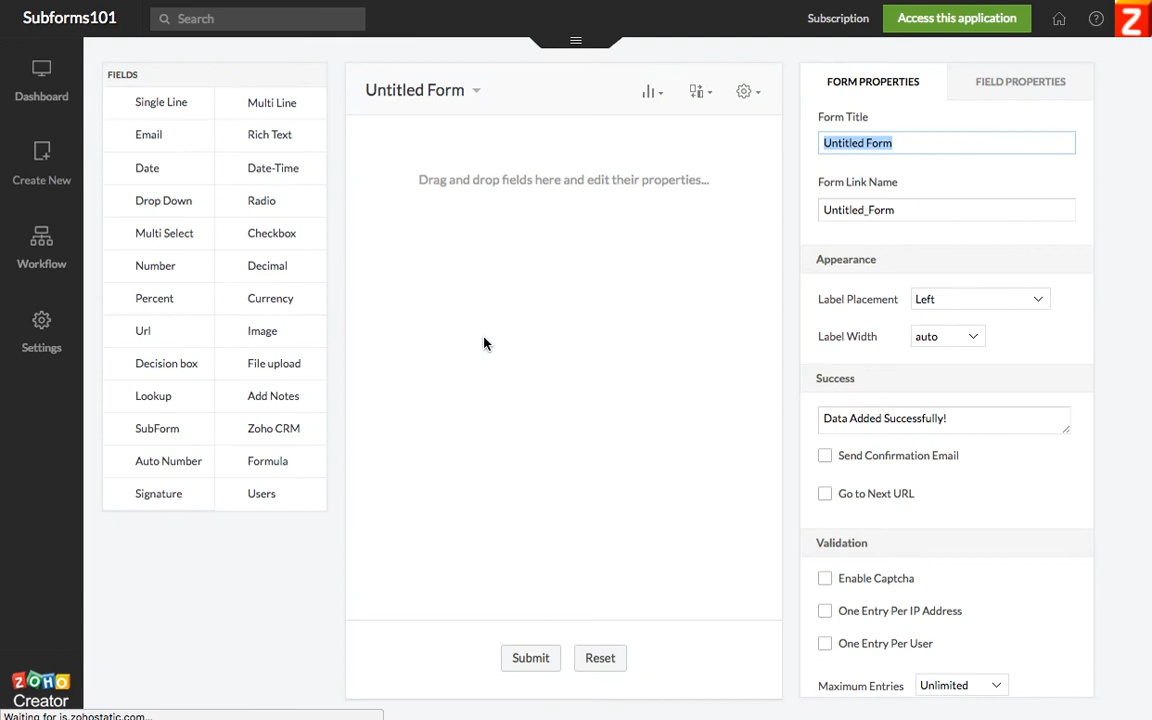 Subforms101
Search
Subscription
Access this application
Z
Dashboard
Create New
Workflow
Settings
ZOHO
Creator
FIELDS
Single Line
Multi Line
Email
Rich Text
Date
Date-Time
Drop Down
Radio
Multi Select
Checkbox
Number
Decimal
Percent
Currency
Url
Image
Decision box
File upload
Lookup
Add Notes
SubForm
Zoho CRM
Auto Number
Formula
Signature
Users
Untitled Form
Drag and drop fields here and edit their properties...
Submit
Reset
FORM PROPERTIES
FIELD PROPERTIES
Form Title
Untitled Form
Form Link Name
Untitled_Form
Appearance
Label Placement
Left
Label Width
auto
Success
Data Added Successfully!
Send Confirmation Email
Go to Next URL
Validation
Enable Captcha
One Entry Per IP Address
One Entry Per User
Maximum Entries
Unlimited
Waiting for js.zohostatic.com...